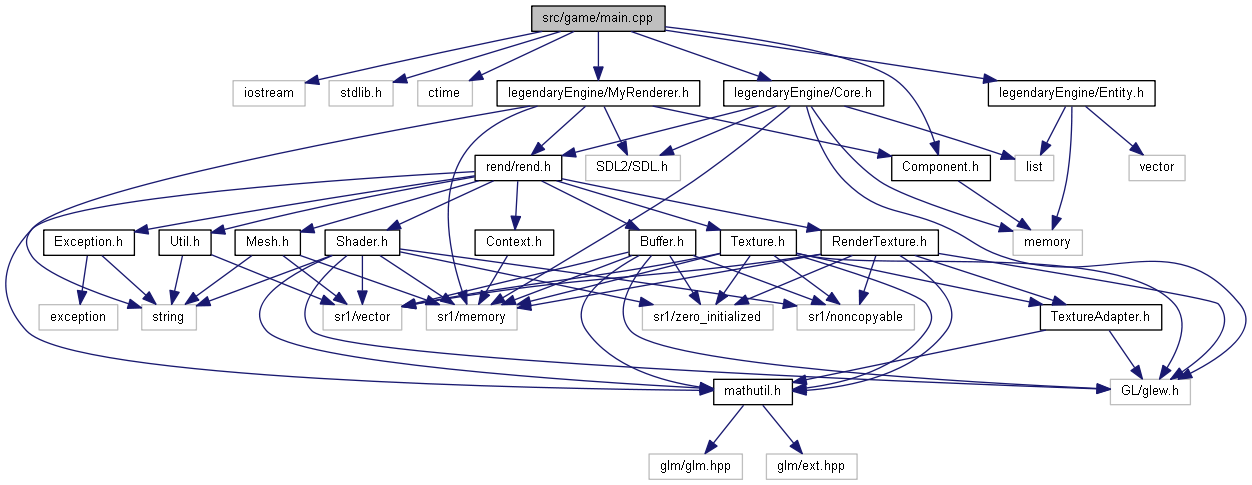 src/game/main.cpp
iostream
stdlib.h
ctime
legendaryEngine/MyRenderer.h
legendaryEngine/Core.h
legendaryEngine/Entity.h
rend/rend.h
SDL2/SDL.h
Component.h
list
vector
Exception.h
Util.h
Mesh.h
Shader.h
Context.h
Buffer.h
Texture.h
RenderTexture.h
memory
exception
string
sr1/vector
sr1/memory
sr1/zero_initialized
sr1/noncopyable
TextureAdapter.h
mathutil.h
GL/glew.h
glm/glm.hpp
glm/ext.hpp